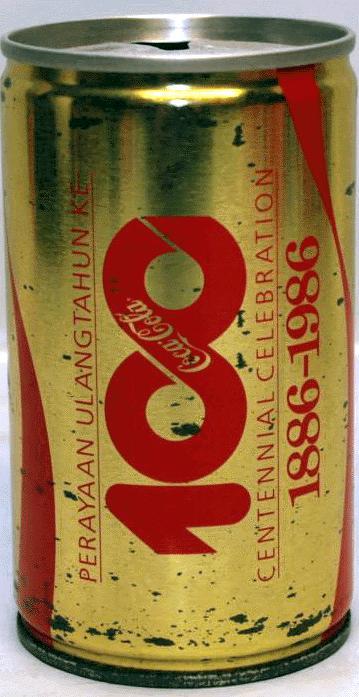 PERAYAAN ULANGTAHUN KE
100
Coca-Cola
CENTENNIAL CELEBRATION
1886-1986